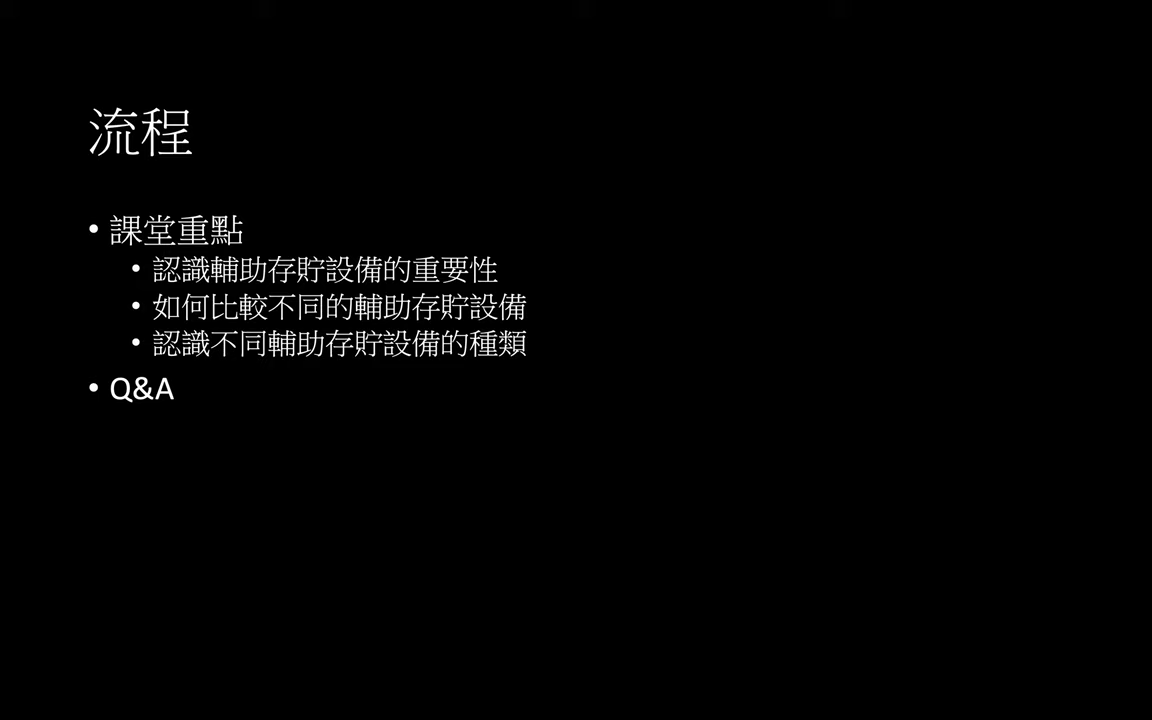 流程
• 課堂重點
• 認識輔助存貯設備的重要性
• 如何比較不同的輔助存貯設備
• 認識不同輔助存貯設備的種類
• Q&A